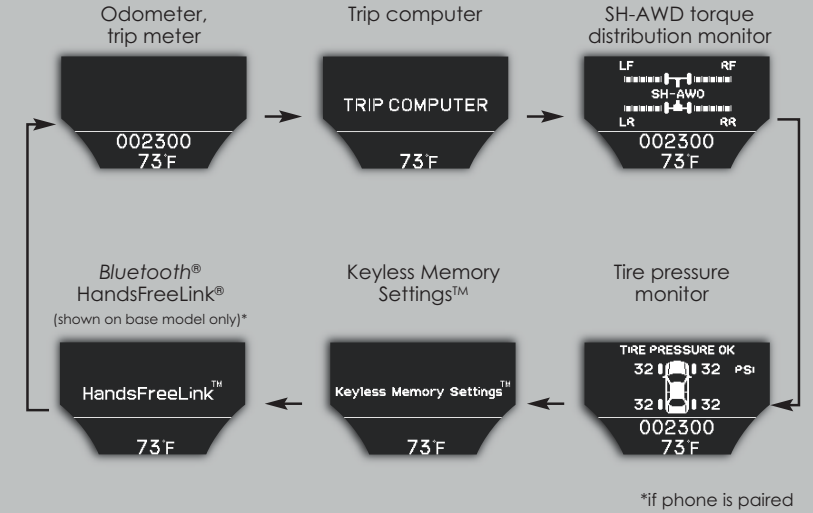 Odometer,
trip meter
002300
73°F
Trip computer
TRIP COMPUTER
73°F
SH-AWD torque
distribution monitor
LF RF
SH-AWD
LR RR
002300
73°F
Bluetooth®
HandsFreeLink®
(shown on base model only)*
HandsFreeLink™
73°F
Keyless Memory
Settings™
Keyless Memory Settings™
73°F
Tire pressure
monitor
TIRE PRESSURE OK
32 32 PSI
32 32
002300
73°F
*if phone is paired